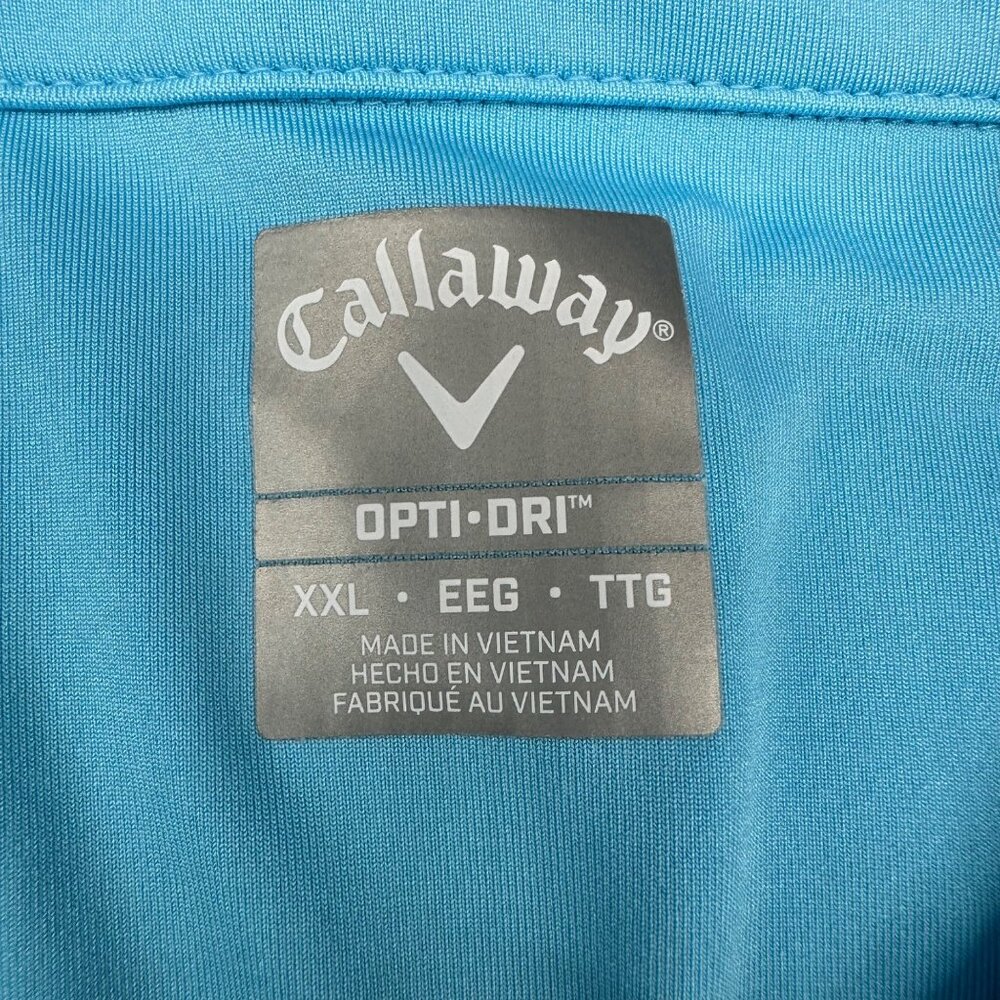 Callaway®
OPTI•DRI™
XXL • EEG • TTG
MADE IN VIETNAM
HECHO EN VIETNAM
FABRIQUÉ AU VIETNAM